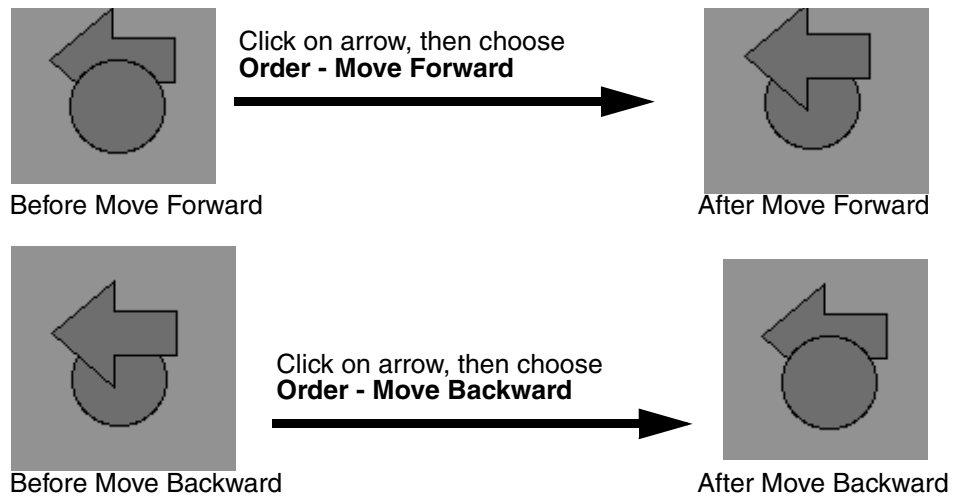 Click on arrow, then choose
Order - Move Forward
Before Move Forward
After Move Forward
Click on arrow, then choose
Order - Move Backward
Before Move Backward
After Move Backward